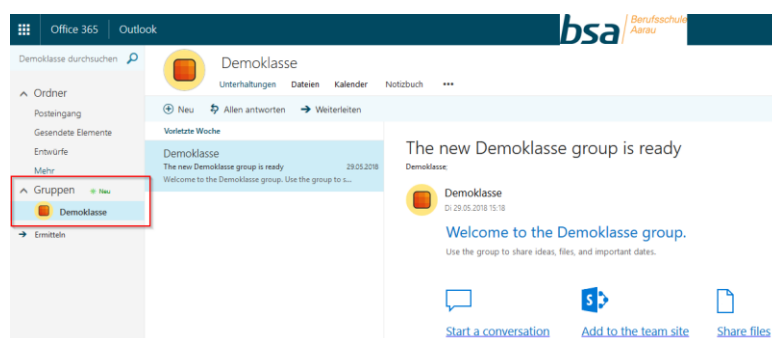 Office 365 Outlook
bsa Berufsschule
Aarau
Demoklasse durchsuchen
Ordner
Posteingang
Gesendete Elemente
Entwürfe
Mehr
Gruppen Neu
Demoklasse
Ermitteln
Demoklasse
Unterhaltungen Dateien Kalender Notizbuch •••
Neu Allen antworten Weiterleiten
Vorletzte Woche
Demoklasse
The new Demoklasse group is ready 29.05.2018
Welcome to the Demoklasse group. Use the group to s...
The new Demoklasse group is ready
Demoklasse;
Demoklasse
Di 29.05.2018 15:18
Welcome to the Demoklasse group.
Use the group to share ideas, files, and important dates.
S
Start a conversation Add to the team site Share files